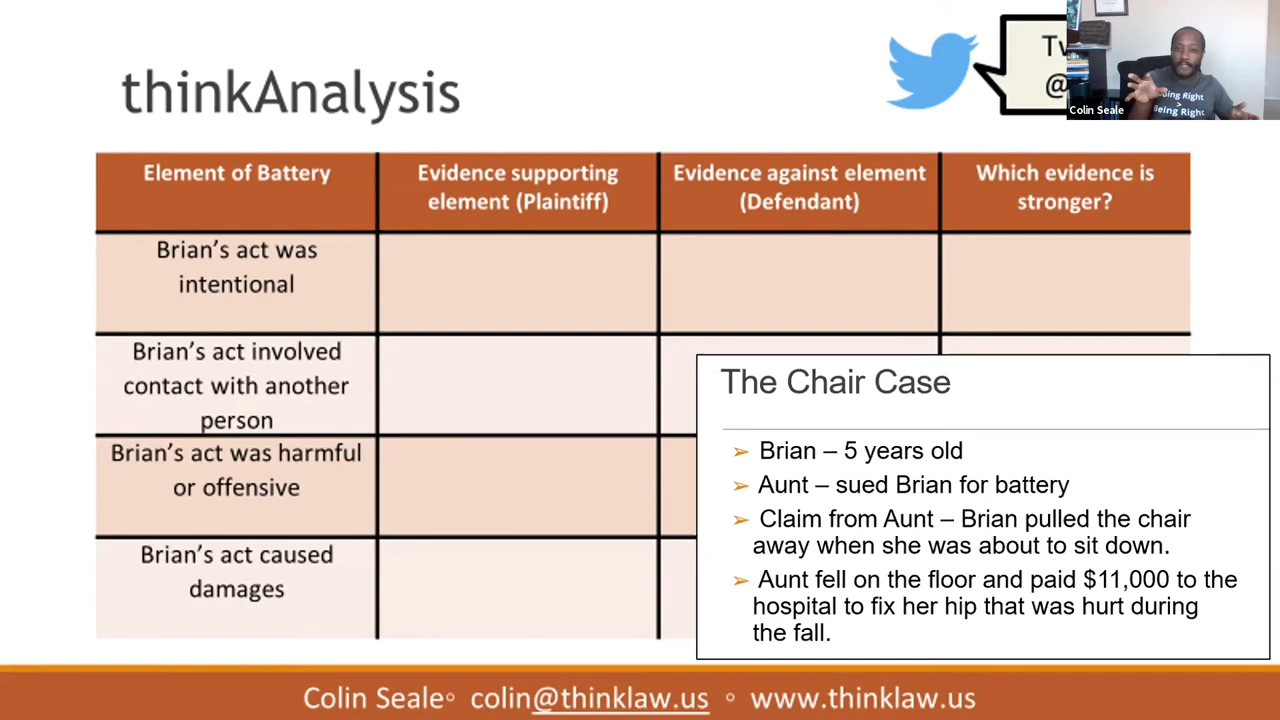 thinkAnalysis
Colin Seale
Doing Right
>
Being Right
Element of Battery
Evidence supporting
element (Plaintiff)
Evidence against element
(Defendant)
Which evidence is
stronger?
Brian's act was
intentional
Brian's act involved
contact with another
person
Brian's act was harmful
or offensive
Brian's act caused
damages
The Chair Case
➢ Brian – 5 years old
➢ Aunt – sued Brian for battery
➢ Claim from Aunt – Brian pulled the chair
away when she was about to sit down.
➢ Aunt fell on the floor and paid $11,000 to the
hospital to fix her hip that was hurt during
the fall.
Colin Seale◦ colin@thinklaw.us ◦ www.thinklaw.us